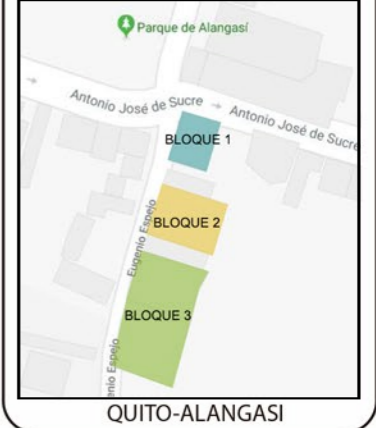 Parque de Alangasí
Antonio José de Sucre
Antonio José de Sucre
BLOQUE 1
Eugenio Espejo
BLOQUE 2
BLOQUE 3
enio Espejo
QUITO-ALANGASI